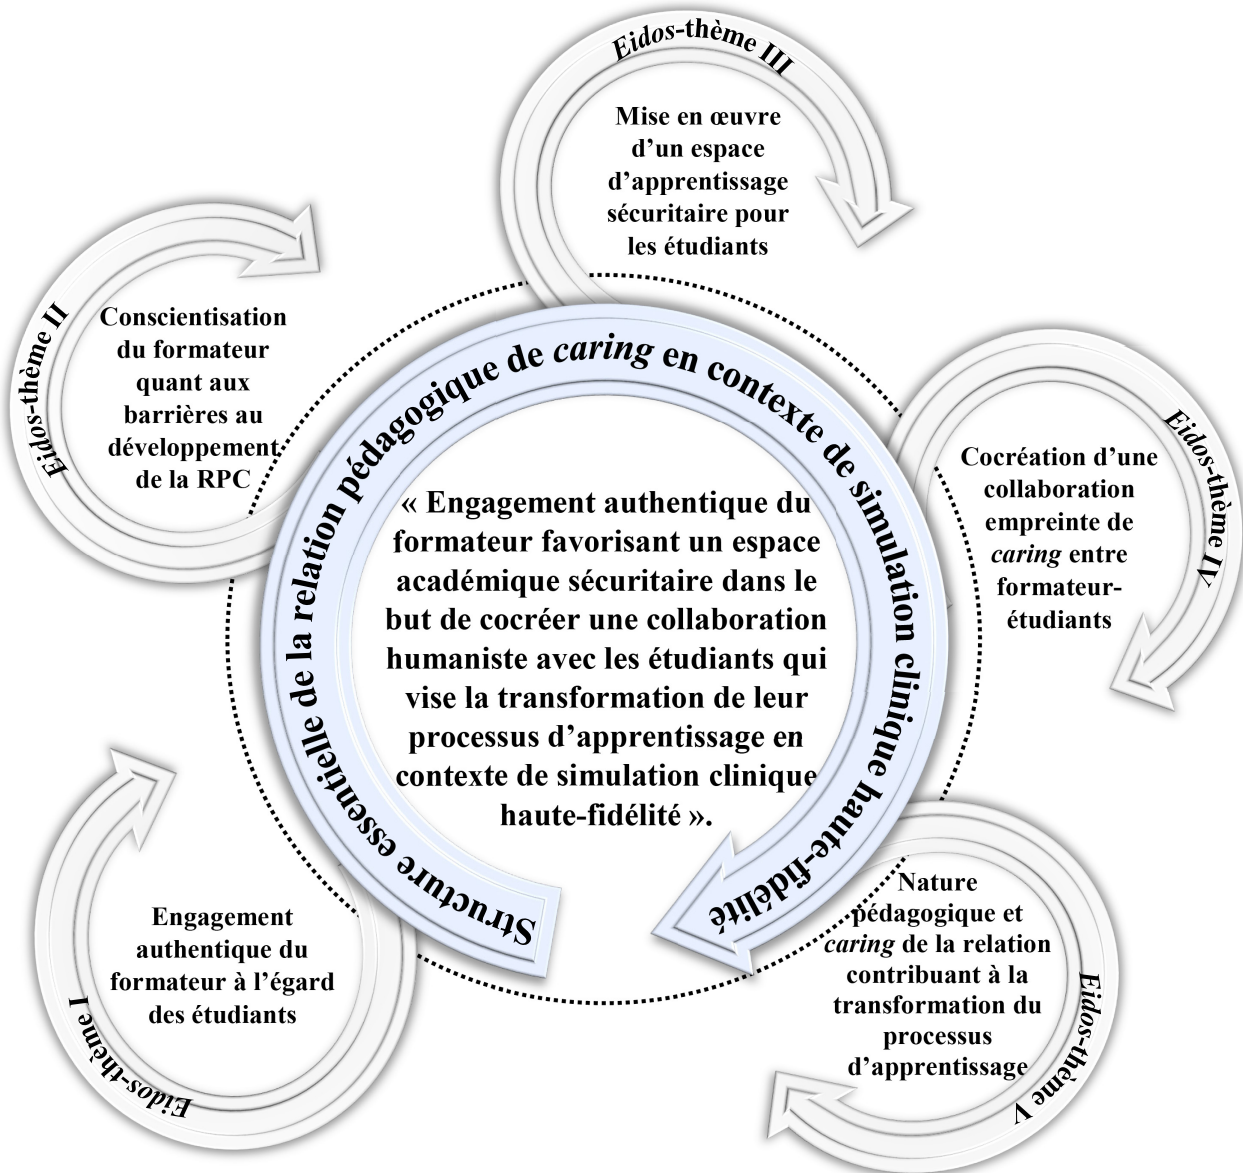 Eidos-thème III
Mise en œuvre
d’un espace
d’apprentissage
sécuritaire pour
les étudiants
Eidos-thème II
Conscientisation
du formateur
quant aux
barrières au
développement
de la RPC
Structure essentielle de la relation pédagogique de caring en contexte de simulation clinique haute-fidélité
« Engagement authentique du
formateur favorisant un espace
académique sécuritaire dans le
but de cocréer une collaboration
humaniste avec les étudiants qui
vise la transformation de leur
processus d’apprentissage en
contexte de simulation clinique
haute-fidélité ».
Eidos-thème IV
Cocréation d’une
collaboration
empreinte de
caring entre
formateur-
étudiants
Eidos-thème I
Engagement
authentique du
formateur à l’égard
des étudiants
Eidos-thème V
Nature
pédagogique et
caring de la relation
contribuant à la
transformation du
processus
d’apprentissage